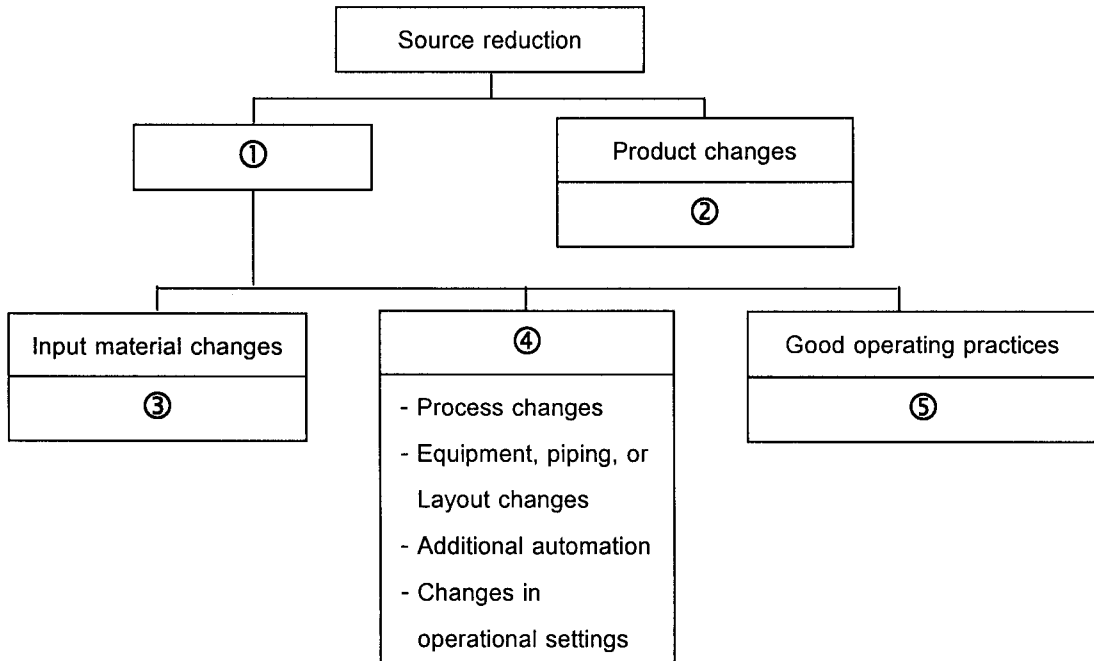 Source reduction
①
Product changes
②
Input material changes
③
④
- Process changes
- Equipment, piping, or
Layout changes
- Additional automation
- Changes in
operational settings
Good operating practices
⑤